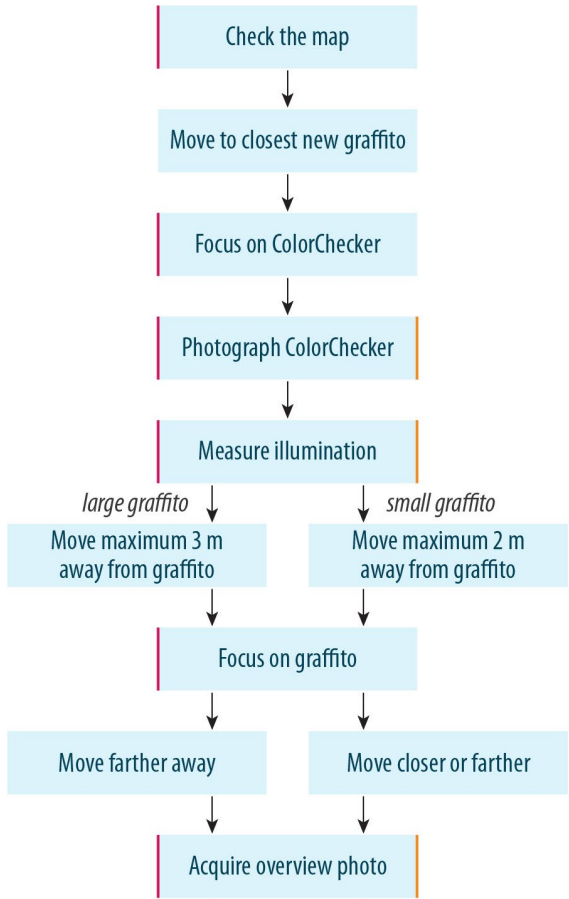 Check the map
Move to closest new graffito
Focus on ColorChecker
Photograph ColorChecker
Measure illumination
large graffito
small graffito
Move maximum 3 m
away from graffito
Move maximum 2 m
away from graffito
Focus on graffito
Move farther away
Move closer or farther
Acquire overview photo